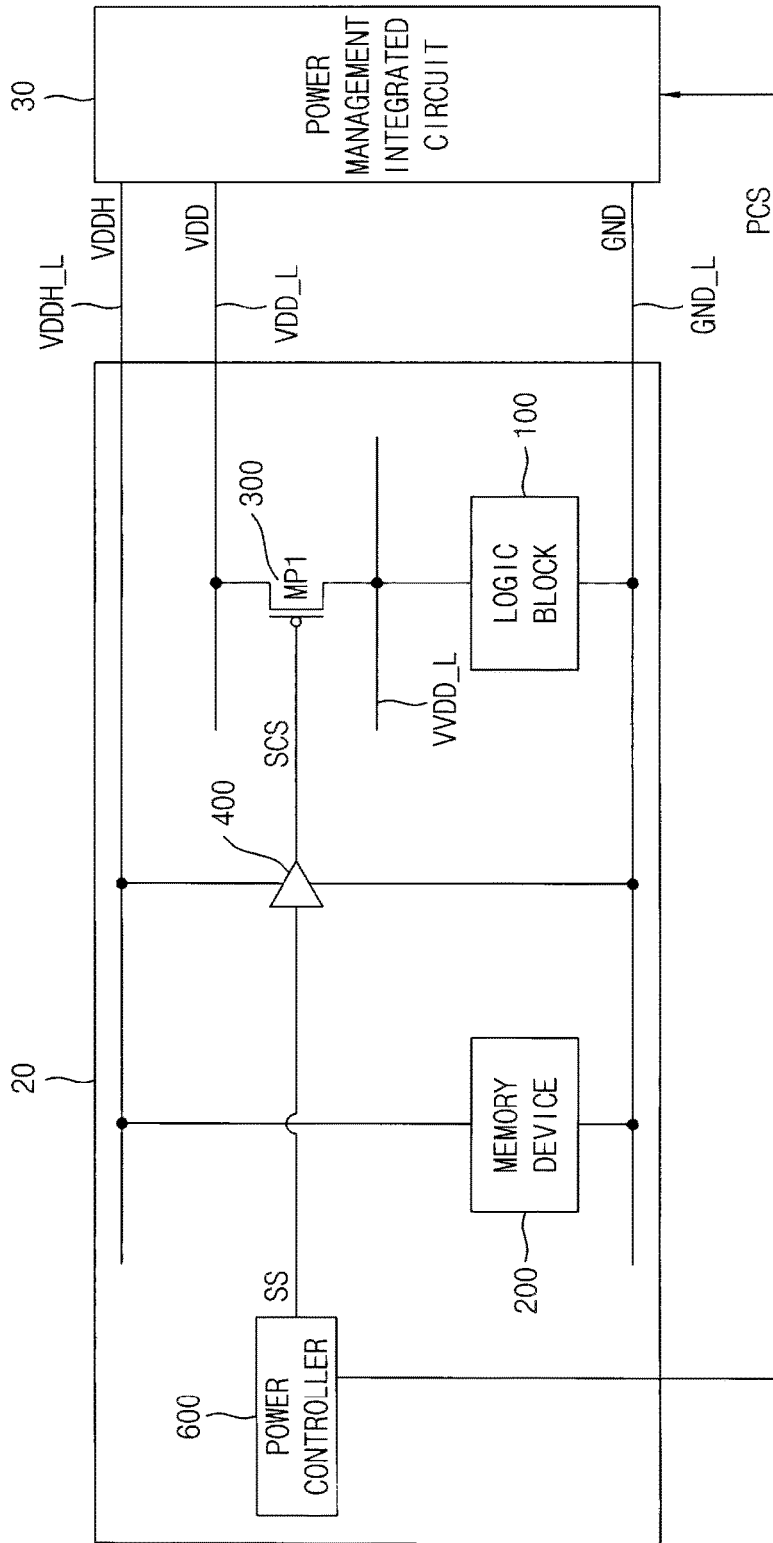 20
30
VDDH_L
VDDH
VDD
VDD_L
POWER
MANAGEMENT
INTEGRATED
CIRCUIT
600
POWER
CONTROLLER
SS
400
SCS
300
MP1
VVDD_L
200
MEMORY
DEVICE
100
LOGIC
BLOCK
GND
GND_L
PCS